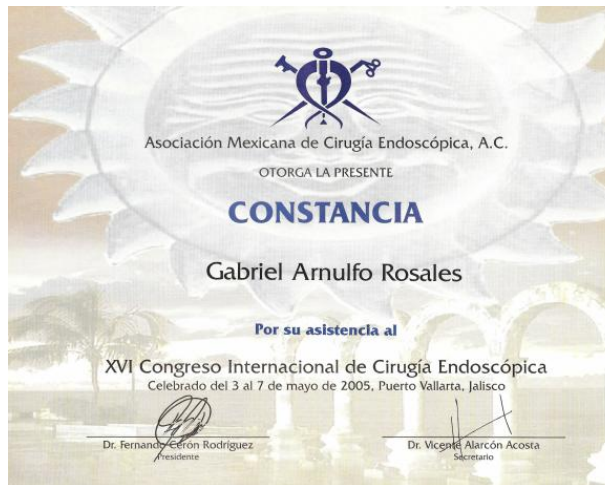 Asociación Mexicana de Cirugía Endoscópica, A.C.
OTORGA LA PRESENTE
CONSTANCIA
Gabriel Arnulfo Rosales
Por su asistencia al
XVI Congreso Internacional de Cirugía Endoscópica
Celebrado del 3 al 7 de mayo de 2005, Puerto Vallarta, Jalisco
Dr. Fernando Cerón Rodríguez
Presidente
Dr. Vicente Alarcón Acosta
Secretario